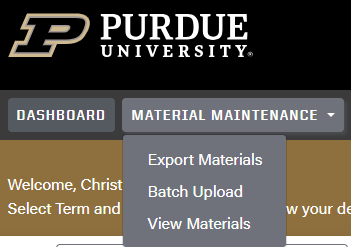 PURDUE
UNIVERSITY®
DASHBOARD MATERIAL MAINTENANCE
Export Materials
Batch Upload
View Materials
Welcome, Christ
Select Term and w your de